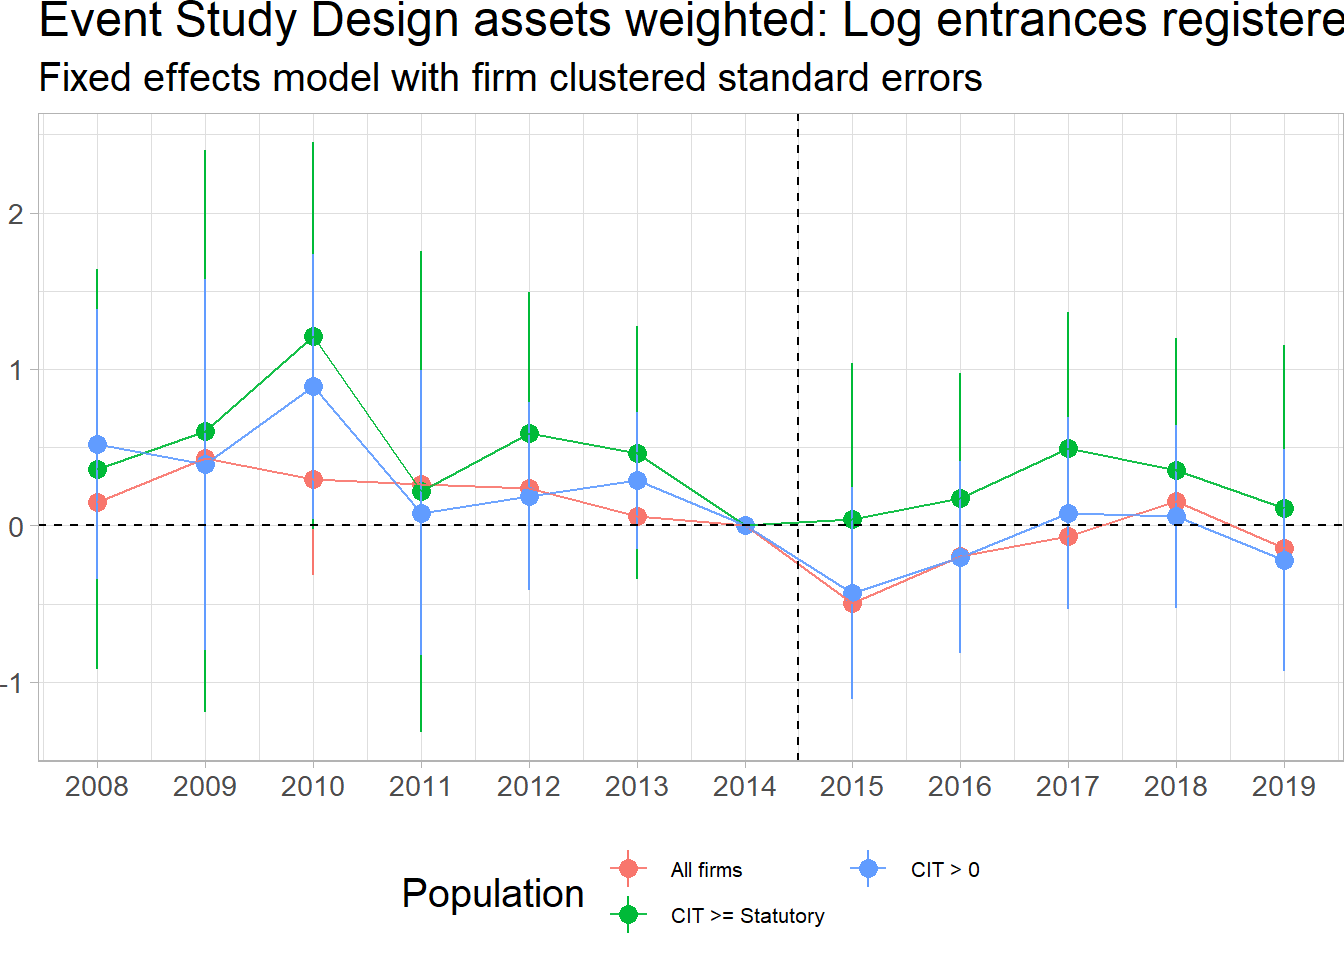 Event Study Design assets weighted: Log entrances registere
Fixed effects model with firm clustered standard errors
2
1
0
-1
2008 2009 2010 2011 2012 2013 2014 2015 2016 2017 2018 2019
Population
All firms
CIT > 0
CIT >= Statutory